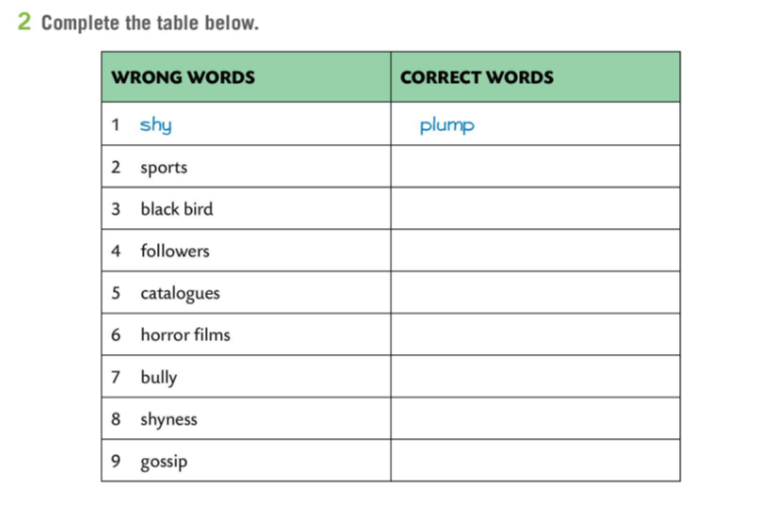 2 Complete the table below.
WRONG WORDS CORRECT WORDS
1 shy plump
2 sports
3 black bird
4 followers
5 catalogues
6 horror films
7 bully
8 shyness
9 gossip